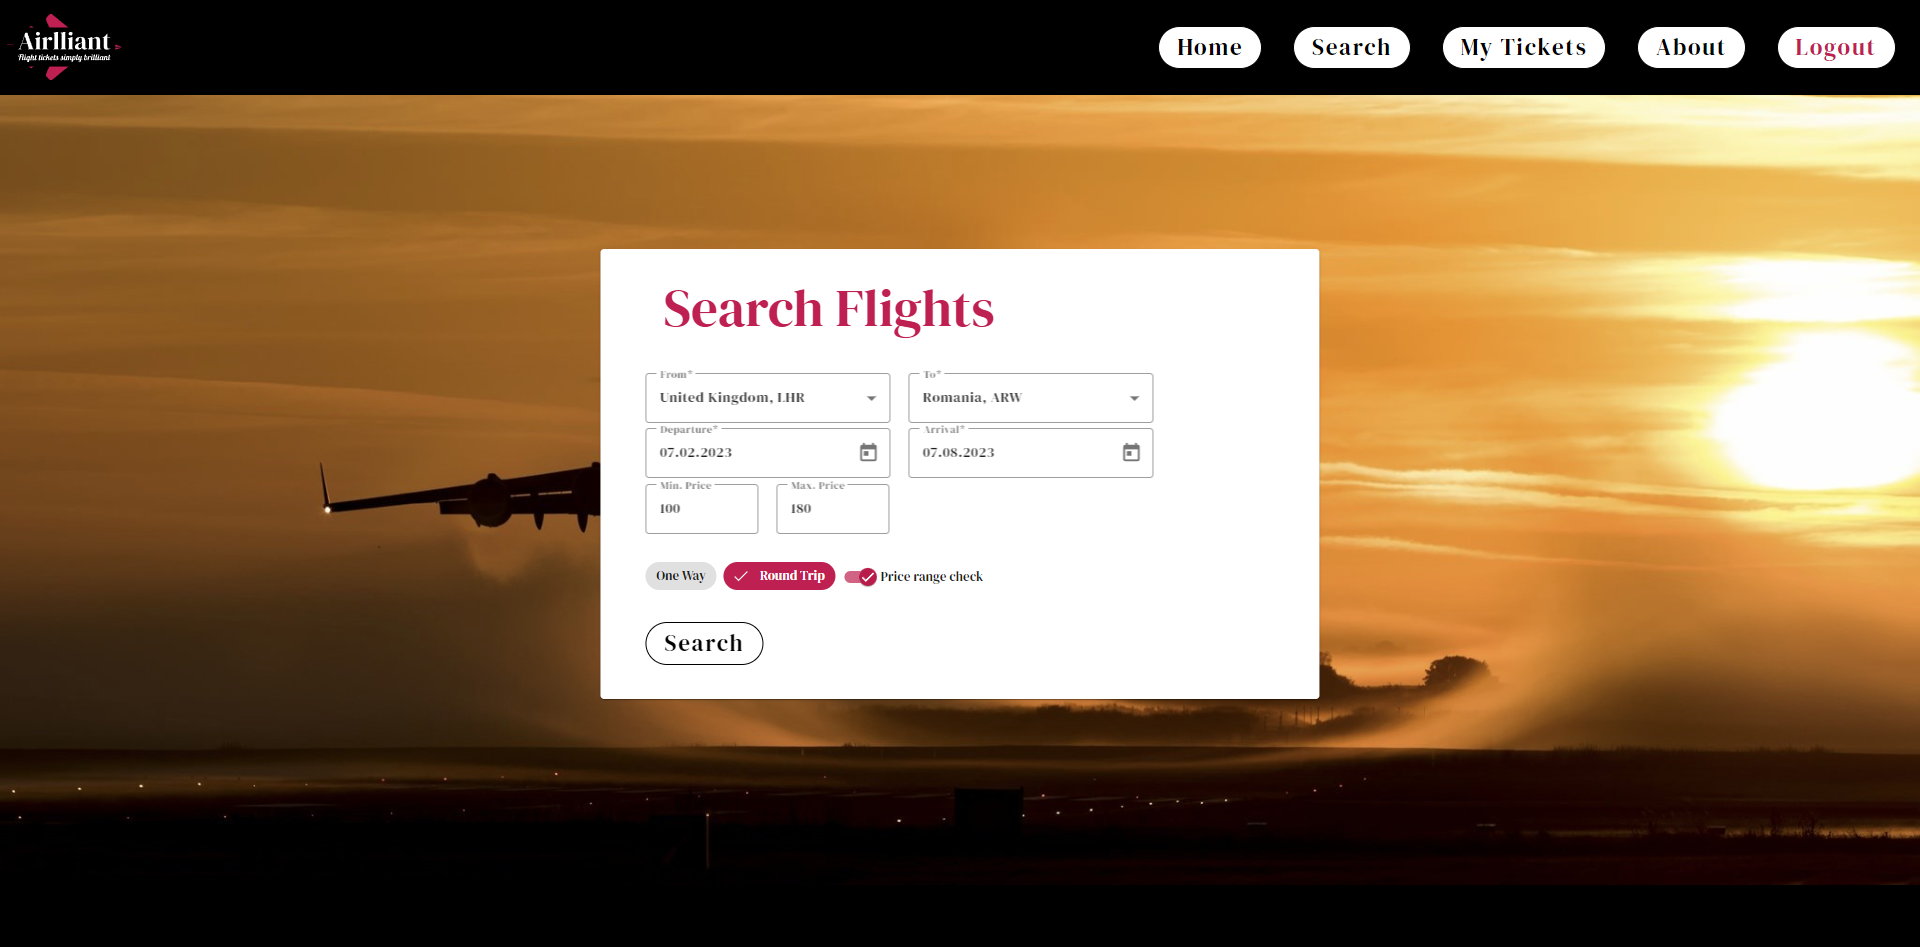 Airlliant
Flight tickets simply brilliant
Home Search My Tickets About Logout
Search Flights
From* To*
United Kingdom, LHR Romania, ARW
Departure* Arrival*
07.02.2023 07.08.2023
Min. Price Max. Price
100 180
One Way Round Trip Price range check
Search